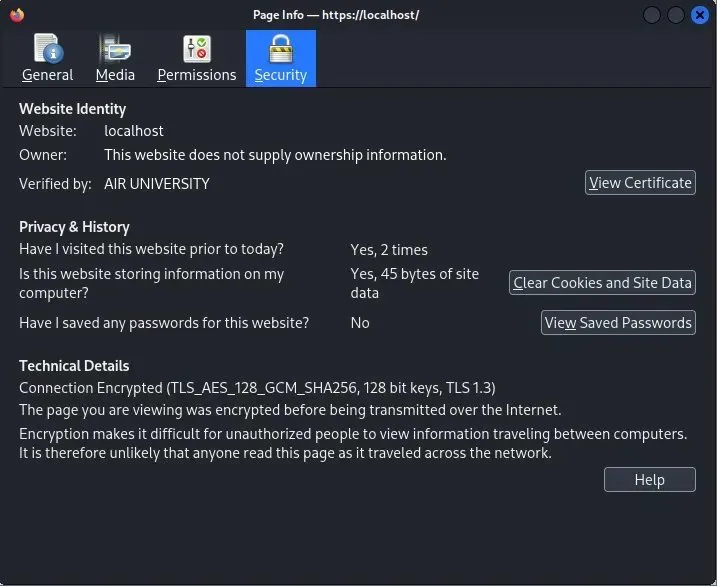 Page Info — https://localhost/
General Media Permissions Security
Website Identity
Website: localhost
Owner: This website does not supply ownership information.
Verified by: AIR UNIVERSITY View Certificate
Privacy & History
Have I visited this website prior to today? Yes, 2 times
Is this website storing information on my
computer?
Yes, 45 bytes of site
data
Clear Cookies and Site Data
Have I saved any passwords for this website? No View Saved Passwords
Technical Details
Connection Encrypted (TLS_AES_128_GCM_SHA256, 128 bit keys, TLS 1.3)
The page you are viewing was encrypted before being transmitted over the Internet.
Encryption makes it difficult for unauthorized people to view information traveling between computers.
It is therefore unlikely that anyone read this page as it traveled across the network.
Help